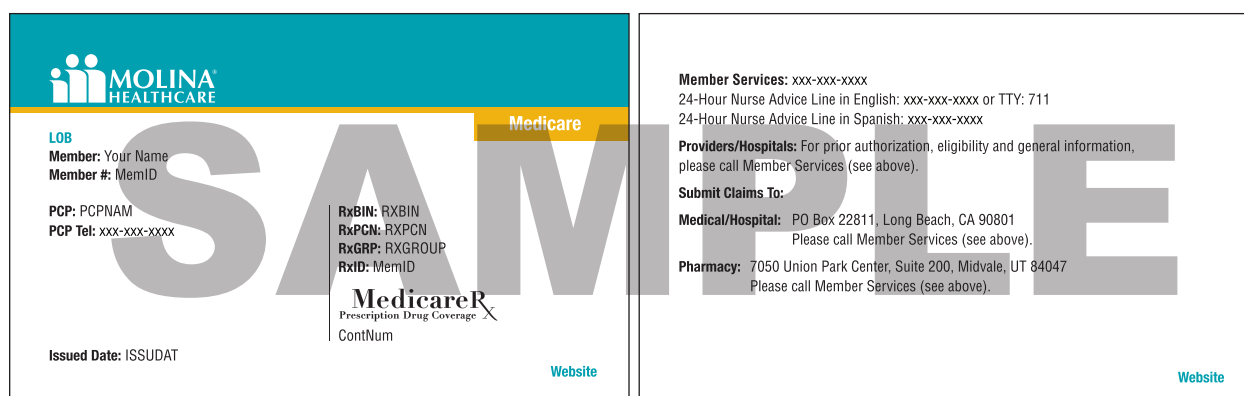 MOLINA®
HEALTHCARE
Medicare
LOB
Member: Your Name
Member #: MemID
PCP: PCPNAM
PCP Tel: xxx-xxx-xxxx
RxBIN: RXBIN
RxPCN: RXPCN
RxGRP: RXGROUP
RxID: MemID
MedicareRx
Prescription Drug Coverage
ContNum
Issued Date: ISSUDAT
Website
Member Services: xxx-xxx-xxxx
24-Hour Nurse Advice Line in English: xxx-xxx-xxxx or TTY: 711
24-Hour Nurse Advice Line in Spanish: xxx-xxx-xxxx
Providers/Hospitals: For prior authorization, eligibility and general information,
please call Member Services (see above).
Submit Claims To:
Medical/Hospital: PO Box 22811, Long Beach, CA 90801
Please call Member Services (see above).
Pharmacy: 7050 Union Park Center, Suite 200, Midvale, UT 84047
Please call Member Services (see above).
Website
SAMPLE